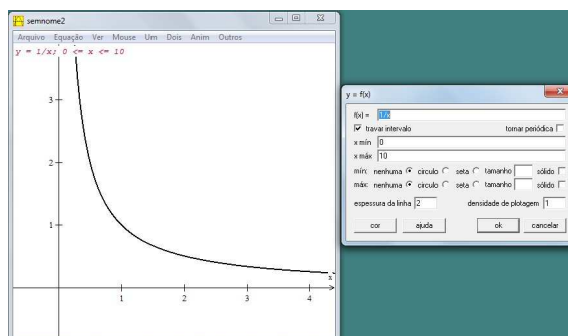 semnome2
Arquivo Equação Ver Mouse Um Dois Anim Outros
y = 1/x; 0 <= x <= 10
3
2
1
x
1 2 3 4
y = f(x)
f(x) = 1/x
travar intervalo tornar periódica
x mín 0
x máx 10
mín: nenhuma círculo seta tamanho sólido
máx: nenhuma círculo seta tamanho sólido
espessura da linha 2 densidade de plotagem 1
cor ajuda ok cancelar